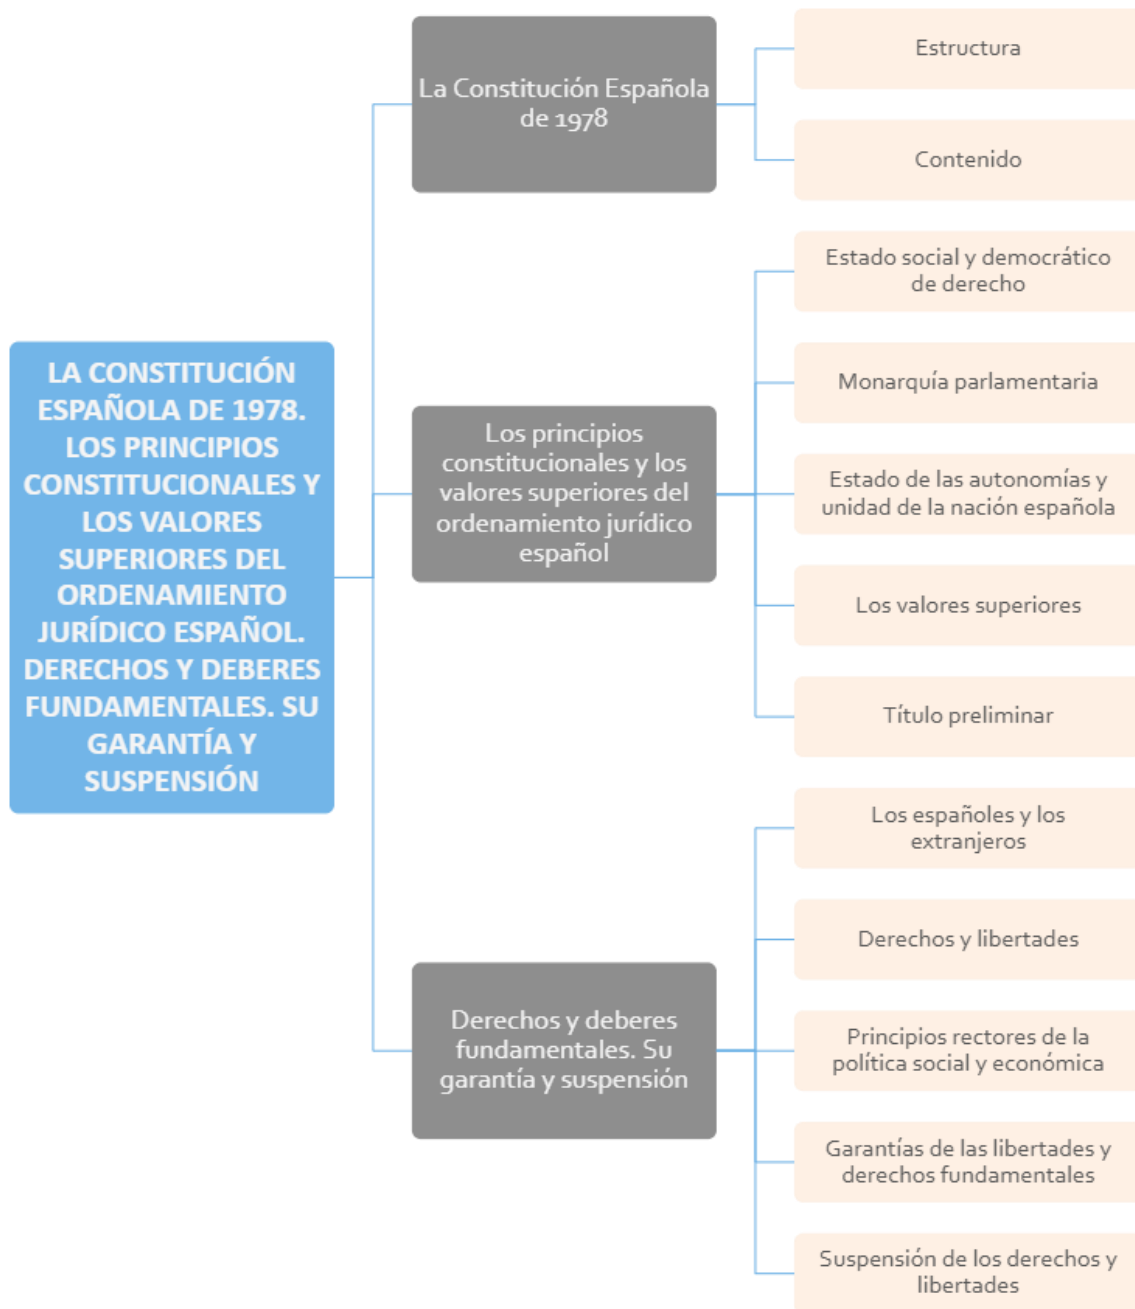 LA CONSTITUCIÓN
ESPAÑOLA DE 1978.
LOS PRINCIPIOS
CONSTITUCIONALES Y
LOS VALORES
SUPERIORES DEL
ORDENAMIENTO
JURÍDICO ESPAÑOL.
DERECHOS Y DEBERES
FUNDAMENTALES. SU
GARANTÍA Y
SUSPENSIÓN
La Constitución Española
de 1978
Estructura
Contenido
Los principios
constitucionales y los
valores superiores del
ordenamiento jurídico
español
Estado social y democrático
de derecho
Monarquía parlamentaria
Estado de las autonomías y
unidad de la nación española
Los valores superiores
Título preliminar
Derechos y deberes
fundamentales. Su
garantía y suspensión
Los españoles y los
extranjeros
Derechos y libertades
Principios rectores de la
política social y económica
Garantías de las libertades y
derechos fundamentales
Suspensión de los derechos y
libertades